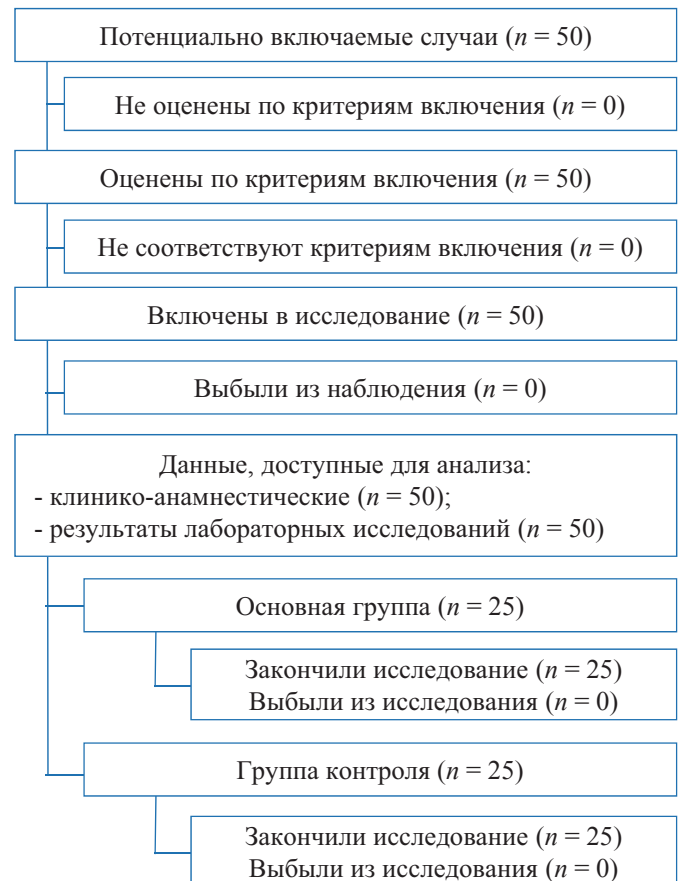 Потенциально включаемые случаи (n = 50)
Не оценены по критериям включения (n = 0)
Оценены по критериям включения (n = 50)
Не соответствуют критериям включения (n = 0)
Включены в исследование (n = 50)
Выбыли из наблюдения (n = 0)
Данные, доступные для анализа:
- клинико-анамнестические (n = 50);
- результаты лабораторных исследований (n = 50)
Основная группа (n = 25)
Закончили исследование (n = 25)
Выбыли из исследования (n = 0)
Группа контроля (n = 25)
Закончили исследование (n = 25)
Выбыли из исследования (n = 0)